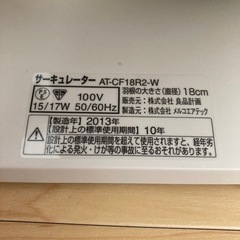 サーキュレーター AT-CF18R2-W
100V
15/17W 50/60Hz
羽根の大きさ(直径)18cm
販売元:株式会社 良品計画
製造元:株式会社 メルコエアテック
【製造年】2013年
【設計上の標準使用期間】10年
設計上の標準使用期間を超えて使用されますと、経年劣
化による発火・けが等の事故に至るおそれがあります。